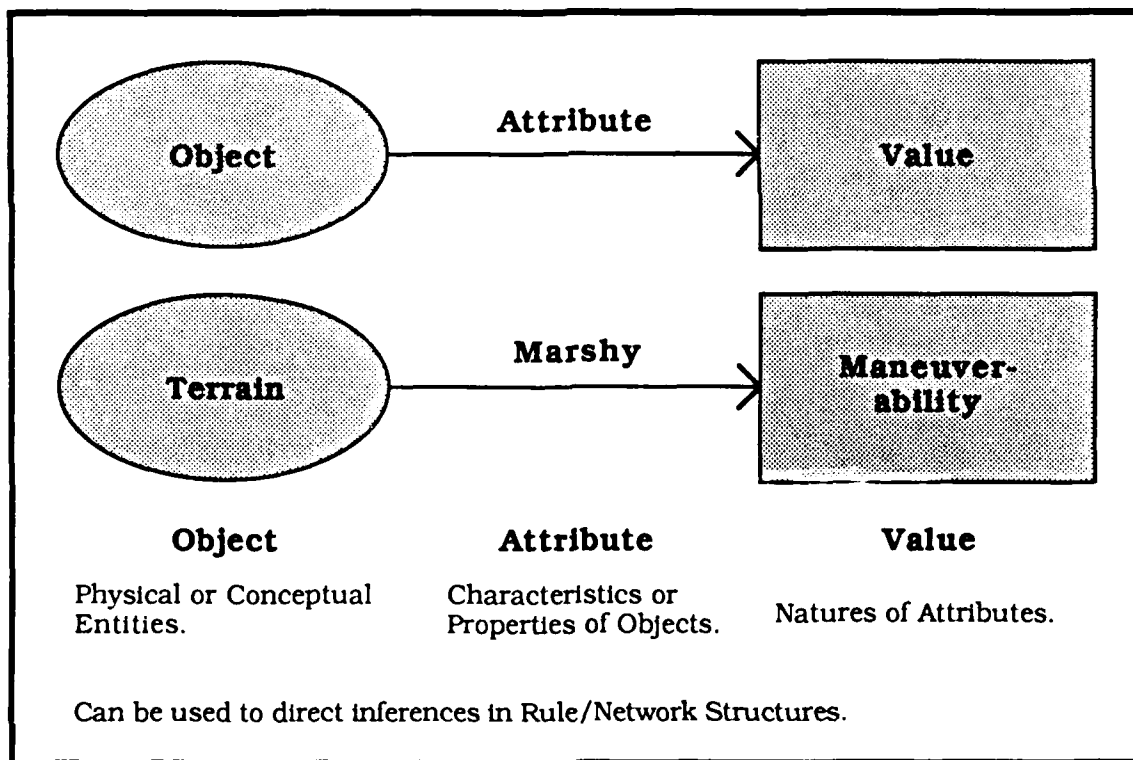 Attribute
Object
Value
Marshy
Terrain
Maneuver-
ability
Object Attribute Value
Physical or Conceptual
Entities.
Characteristics or
Properties of Objects.
Natures of Attributes.
Can be used to direct inferences in Rule/Network Structures.